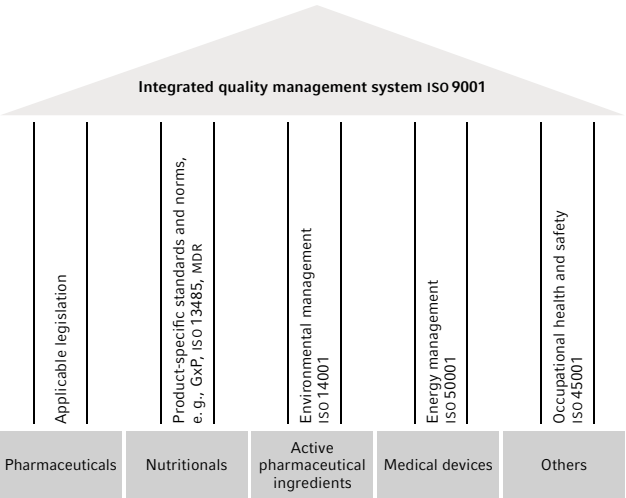 Integrated quality management system ISO 9001
Applicable legislation
Product-specific standards and norms,
e. g., GxP, ISO 13485, MDR
Environmental management
ISO 14001
Energy management
ISO 50001
Occupational health and safety
ISO 45001
Pharmaceuticals
Nutritionals
Active
pharmaceutical
ingredients
Medical devices
Others